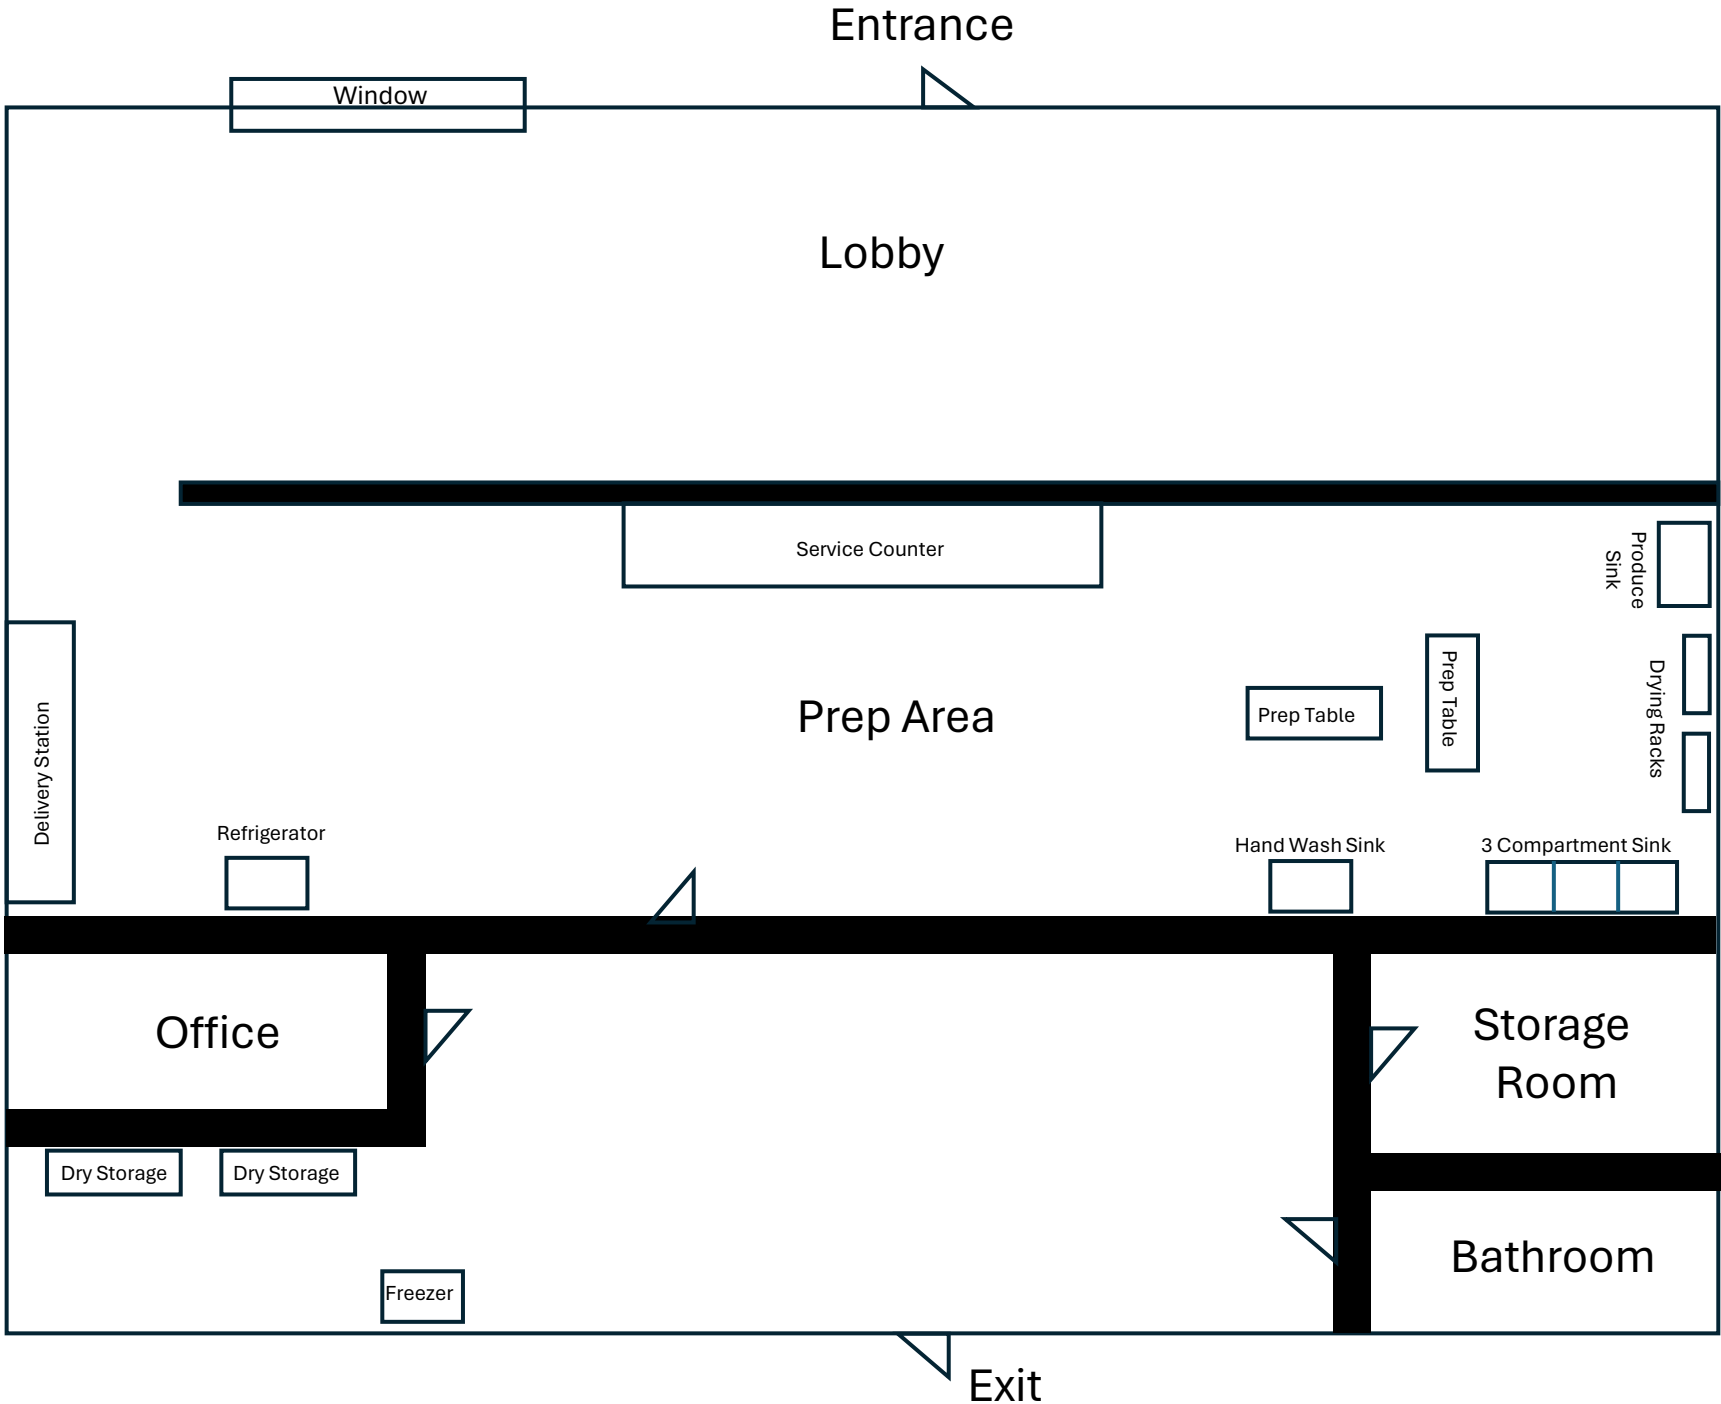 Entrance
Window
Lobby
Service Counter
Produce
Sink
Prep Table
Drying Racks
Prep Area
Prep Table
Delivery Station
Refrigerator
Hand Wash Sink
3 Compartment Sink
Office
Storage
Room
Dry Storage
Dry Storage
Bathroom
Freezer
Exit